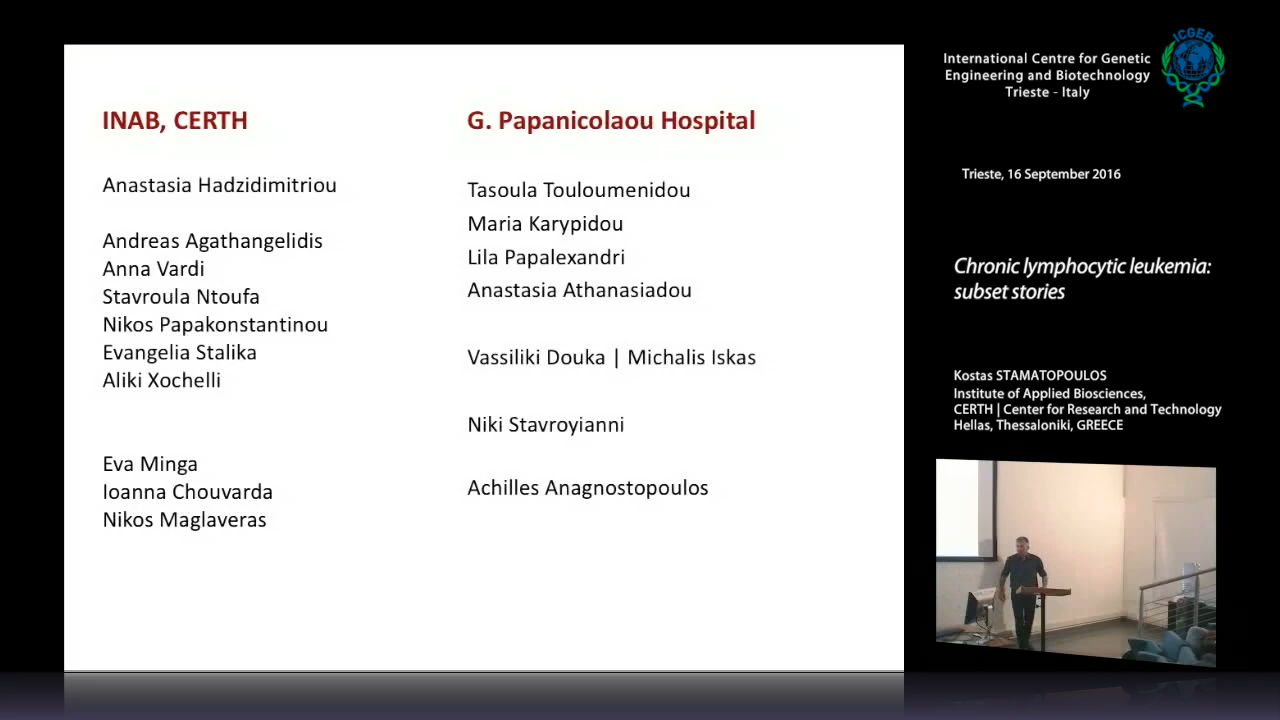 INAB, CERTH
Anastasia Hadzidimitriou
Andreas Agathangelidis
Anna Vardi
Stavroula Ntoufa
Nikos Papakonstantinou
Evangelia Stalika
Aliki Xochelli
Eva Minga
Ioanna Chouvarda
Nikos Maglaveras
G. Papanicolaou Hospital
Tasoula Touloumenidou
Maria Karypidou
Lila Papalexandri
Anastasia Athanasiadou
Vassiliki Douka | Michalis Iskas
Niki Stavroyianni
Achilles Anagnostopoulos
International Centre for Genetic
Engineering and Biotechnology
Trieste - Italy
ICGEB
Trieste, 16 September 2016
Chronic lymphocytic leukemia:
subset stories
Kostas STAMATOPOULOS
Institute of Applied Biosciences,
CERTH | Center for Research and Technology
Hellas, Thessaloniki, GREECE